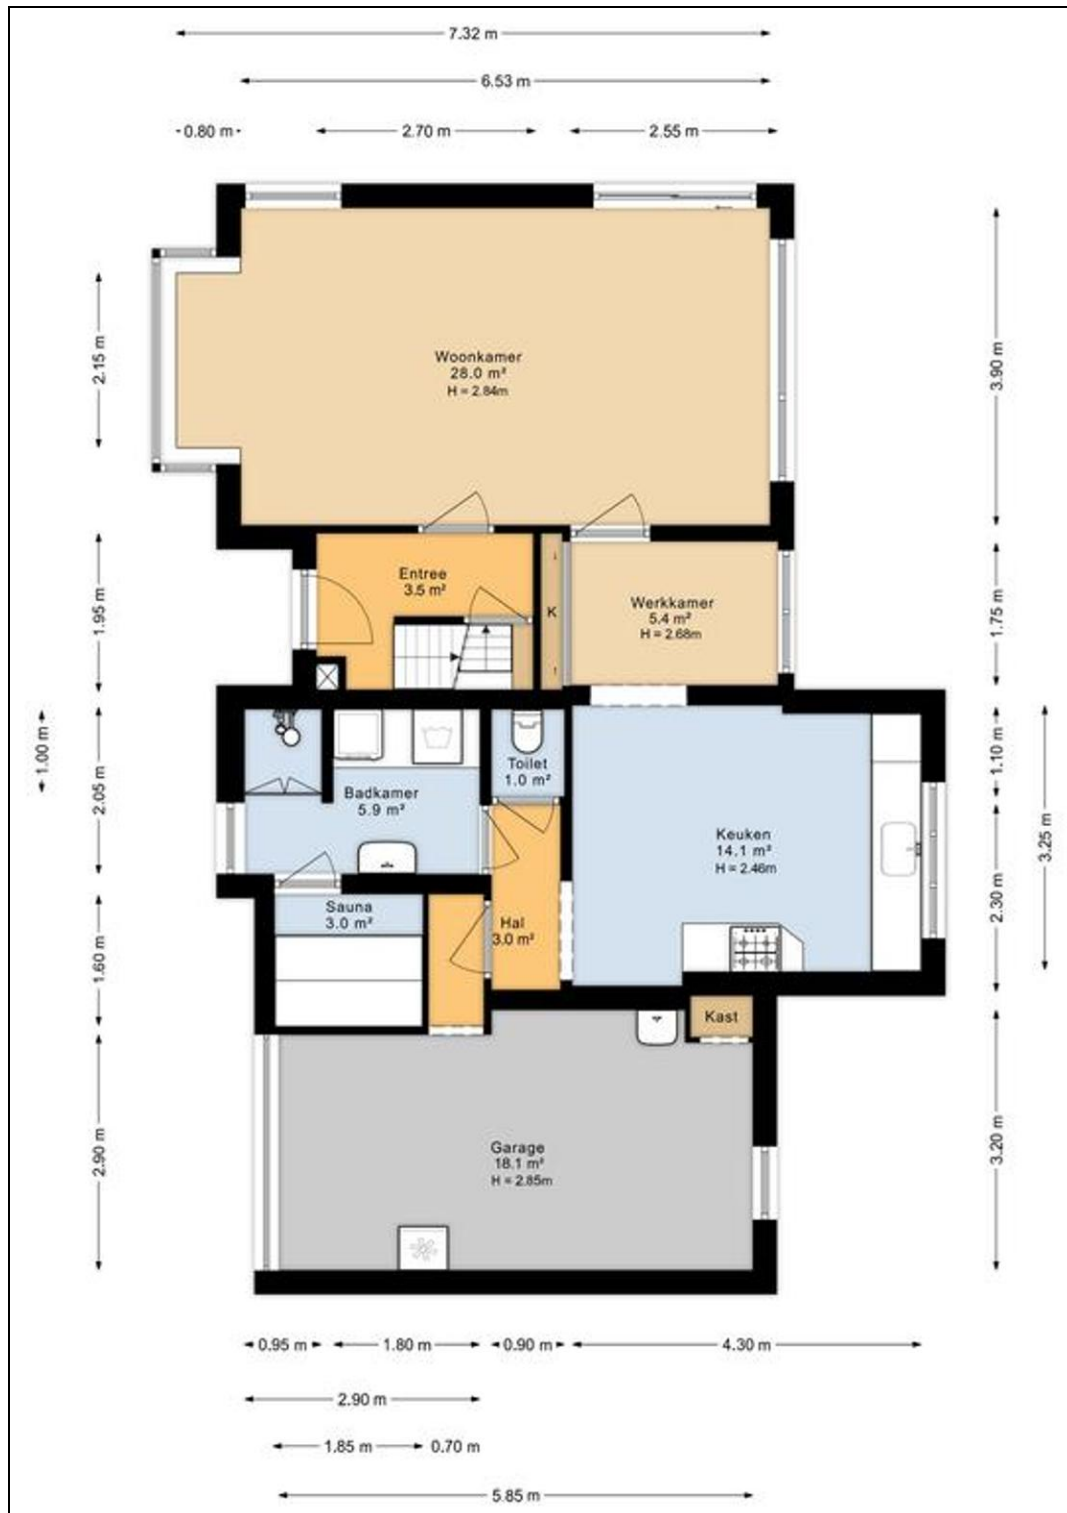 7.32 m
6.53 m
0.80 m
2.70 m
2.55 m
2.15 m
3.90 m
Woonkamer
28.0 m²
H = 2.84m
1.95 m
Entree
3.5 m²
K
Werkkamer
5.4 m²
H = 2.68m
1.75 m
1.00 m
2.05 m
Badkamer
5.9 m²
Toilet
1.0 m²
Keuken
14.1 m²
H = 2.46m
1.10 m
3.25 m
2.30 m
1.60 m
Sauna
3.0 m²
Hal
3.0 m²
Kast
2.90 m
Garage
18.1 m²
H = 2.85m
3.20 m
0.95 m
1.80 m
0.90 m
4.30 m
2.90 m
1.85 m
0.70 m
5.85 m